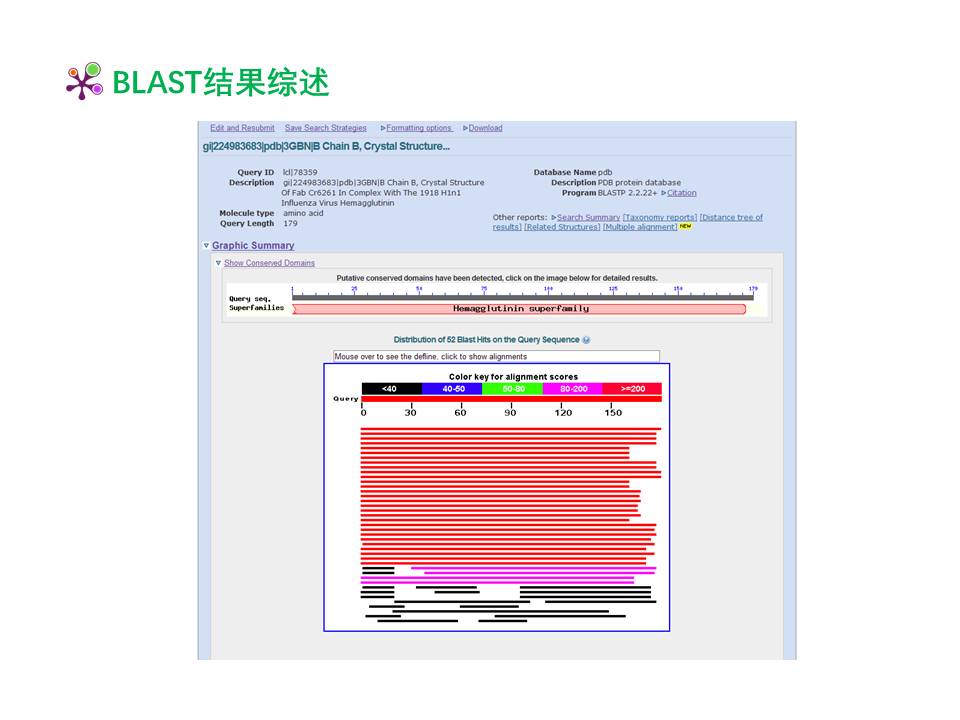 BLAST结果综述
Edit and Resubmit Save Search Strategies Formatting options Download
gi|224983683|pdb|3GBN|B Chain B, Crystal Structure...
Query ID lcl|78359
Description gi|224983683|pdb|3GBN|B Chain B, Crystal Structure
Of Fab Cr6261 In Complex With The 1918 H1n1
Influenza Virus Hemagglutinin
Molecule type amino acid
Query Length 179
Database Name pdb
Description PDB protein database
Program BLASTP 2.2.22+ Citation
Other reports: Search Summary [Taxonomy reports] [Distance tree of
results] [Related Structures] [Multiple alignment] NEW
Graphic Summary
Show Conserved Domains
Putative conserved domains have been detected, click on the image below for detailed results.
1 25 50 75 100 125 150 179
Query seq.
Superfamilies Hemagglutinin superfamily
Distribution of 52 Blast Hits on the Query Sequence
Mouse over to see the defline, click to show alignments
Color key for alignment scores
<40 40-50 50-80 80-200 >=200
Query
0 30 60 90 120 150